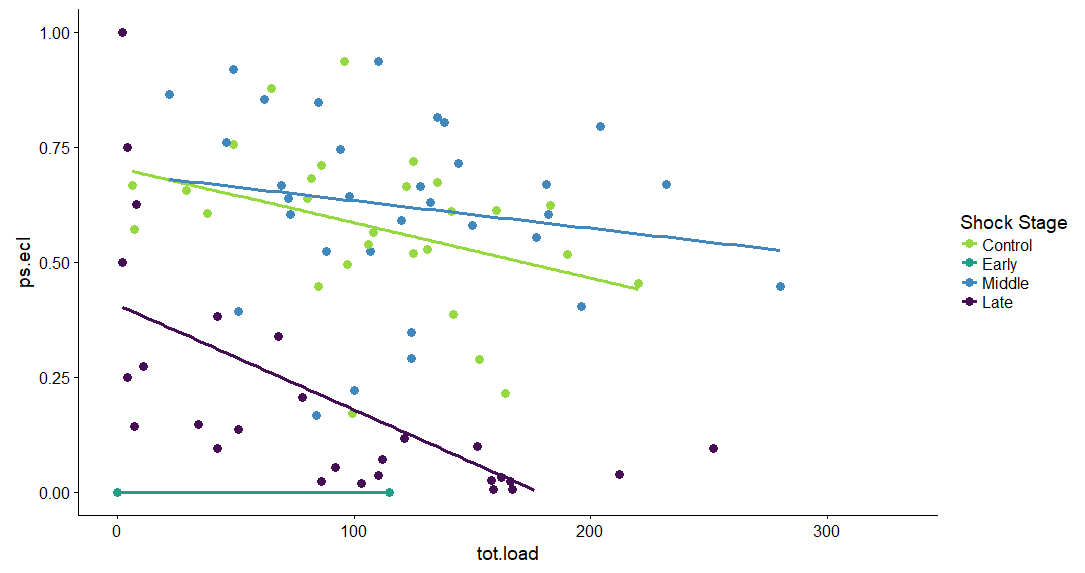 1.00
0.75
0.50
0.25
0.00
ps.ecl
0
100
200
300
tot.load
Shock Stage
Control
Early
Middle
Late